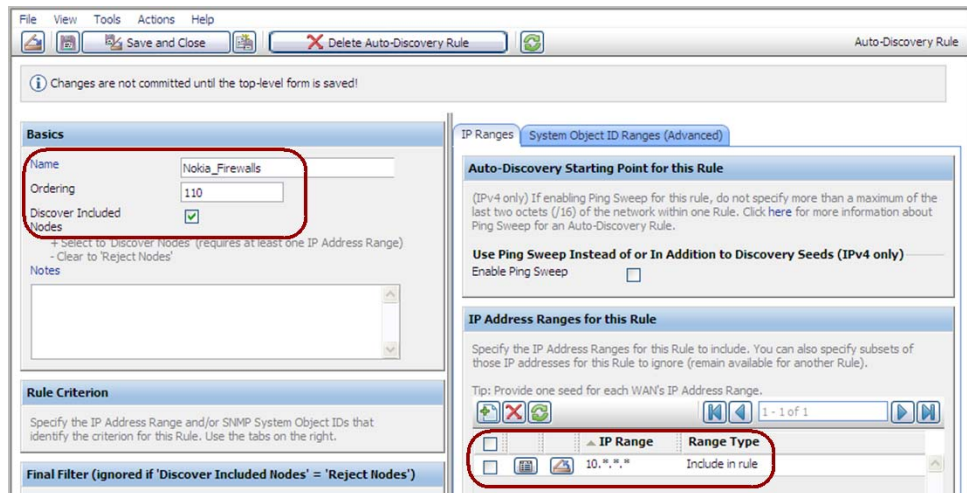 File View Tools Actions Help
Save and Close
Delete Auto-Discovery Rule
Auto-Discovery Rule
Changes are not committed until the top-level form is saved!
Basics
Name
Nokia_Firewalls
Ordering
110
Discover Included
Nodes
+ Select to 'Discover Nodes' (requires at least one IP Address Range)
- Clear to 'Reject Nodes'
Notes
Rule Criterion
Specify the IP Address Range and/or SNMP System Object IDs that
identify the criterion for this Rule. Use the tabs on the right.
Final Filter (ignored if 'Discover Included Nodes' = 'Reject Nodes')
IP Ranges
System Object ID Ranges (Advanced)
Auto-Discovery Starting Point for this Rule
(IPv4 only) If enabling Ping Sweep for this rule, do not specify more than a maximum of the
last two octets (/16) of the network within one Rule. Click here for more information about
Ping Sweep for an Auto-Discovery Rule.
Use Ping Sweep Instead of or In Addition to Discovery Seeds (IPv4 only)
Enable Ping Sweep
IP Address Ranges for this Rule
Specify the IP Address Ranges for this Rule to include. You can also specify subsets of
those IP addresses for this Rule to ignore (remain available for another Rule).
Tip: Provide one seed for each WAN's IP Address Range.
1 - 1 of 1
IP Range Range Type
10.*.*.* Include in rule